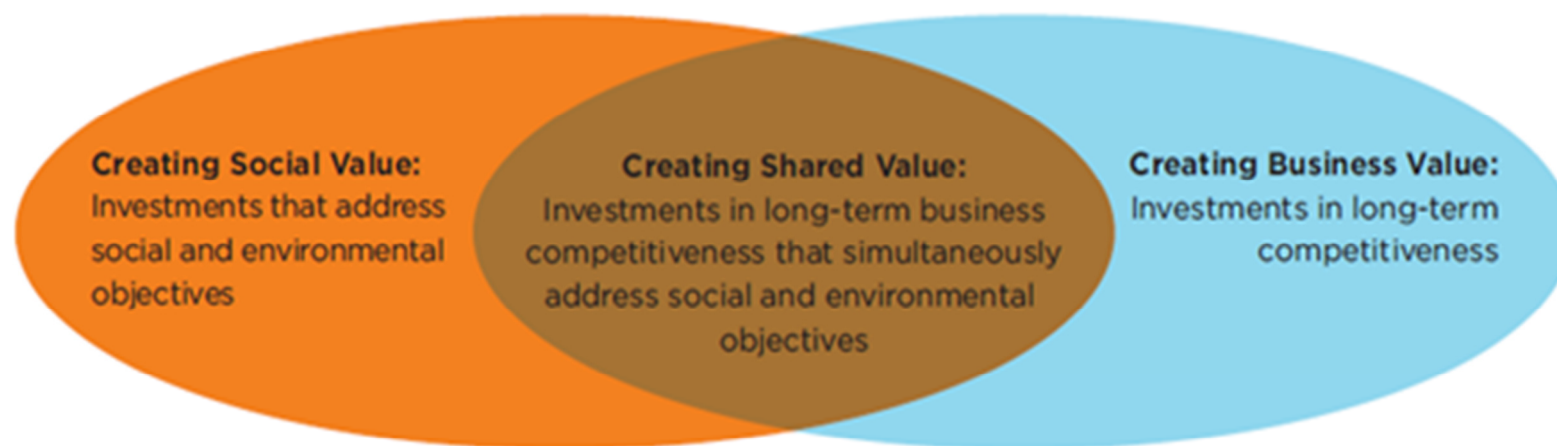 Creating Social Value:
Investments that address
social and environmental
objectives
Creating Shared Value:
Investments in long-term business
competitiveness that simultaneously
address social and environmental
objectives
Creating Business Value:
Investments in long-term
competitiveness